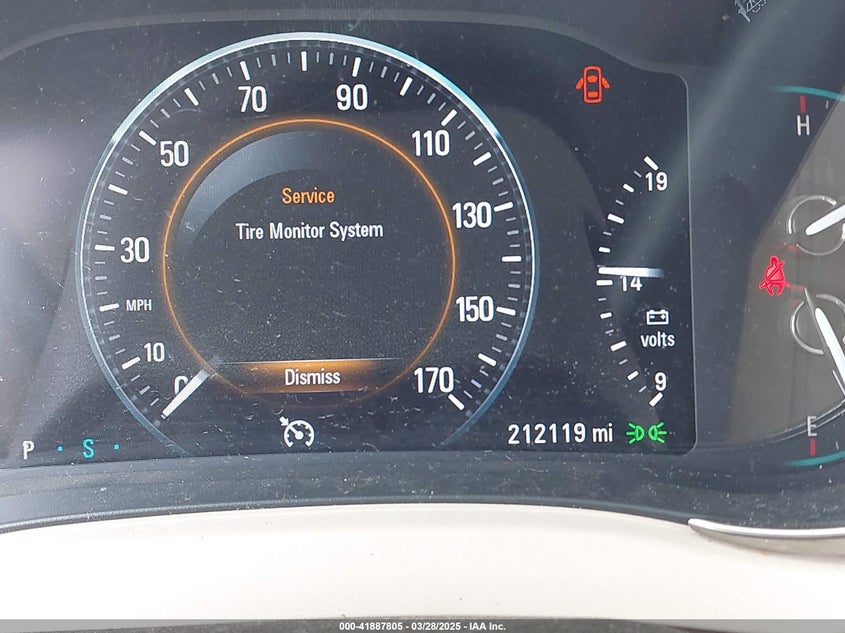 70
90
50
110
H
19
Service
130
Tire Monitor System
30
14
MPH
150
volts
10
0
Dismiss
170
9
E
212119 mi
P · S ·
000-41887805 - 03/28/2025 - IAA Inc.